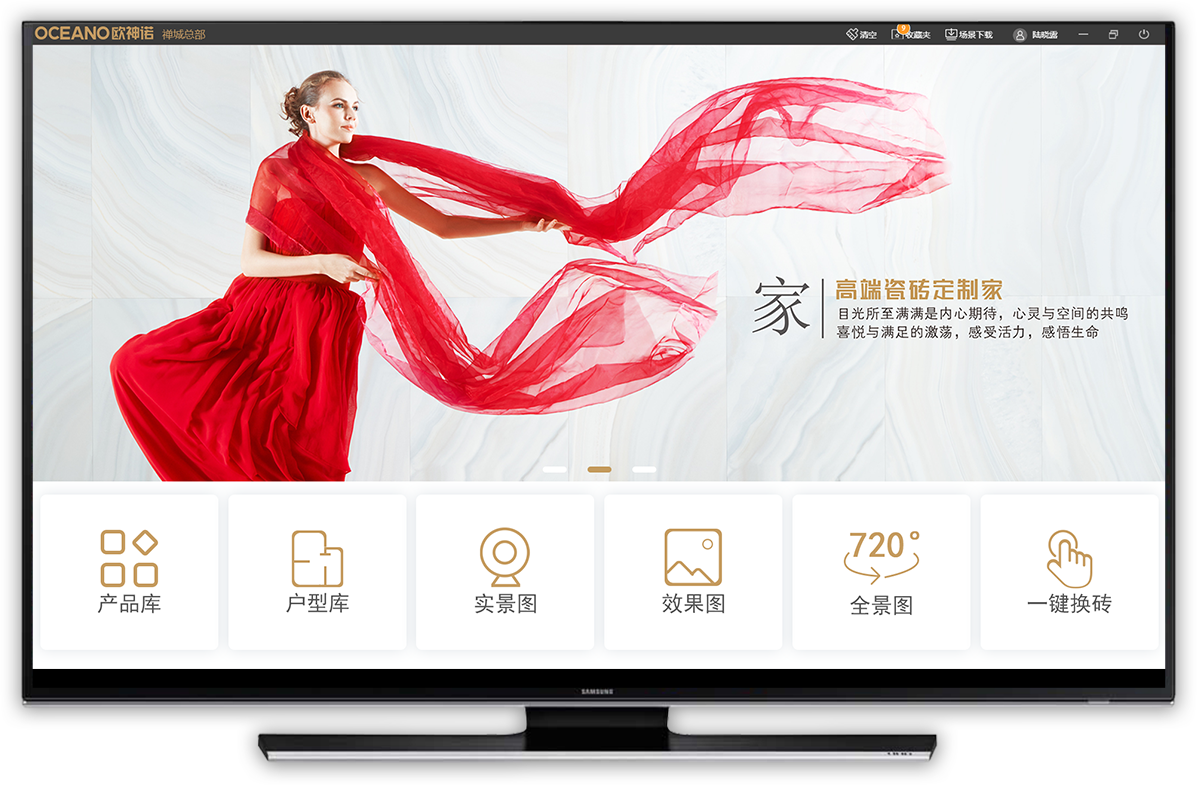 OCEANO欧神诺 禅城总部
清空
9
收藏夹
场景下载
家
高端瓷砖定制家
目光所至满满是内心期待，心灵与空间的共鸣
喜悦与满足的激荡，感受活力，感悟生命
产品库
户型库
实景图
效果图
720°
全景图
一键换砖
SAMSUNG